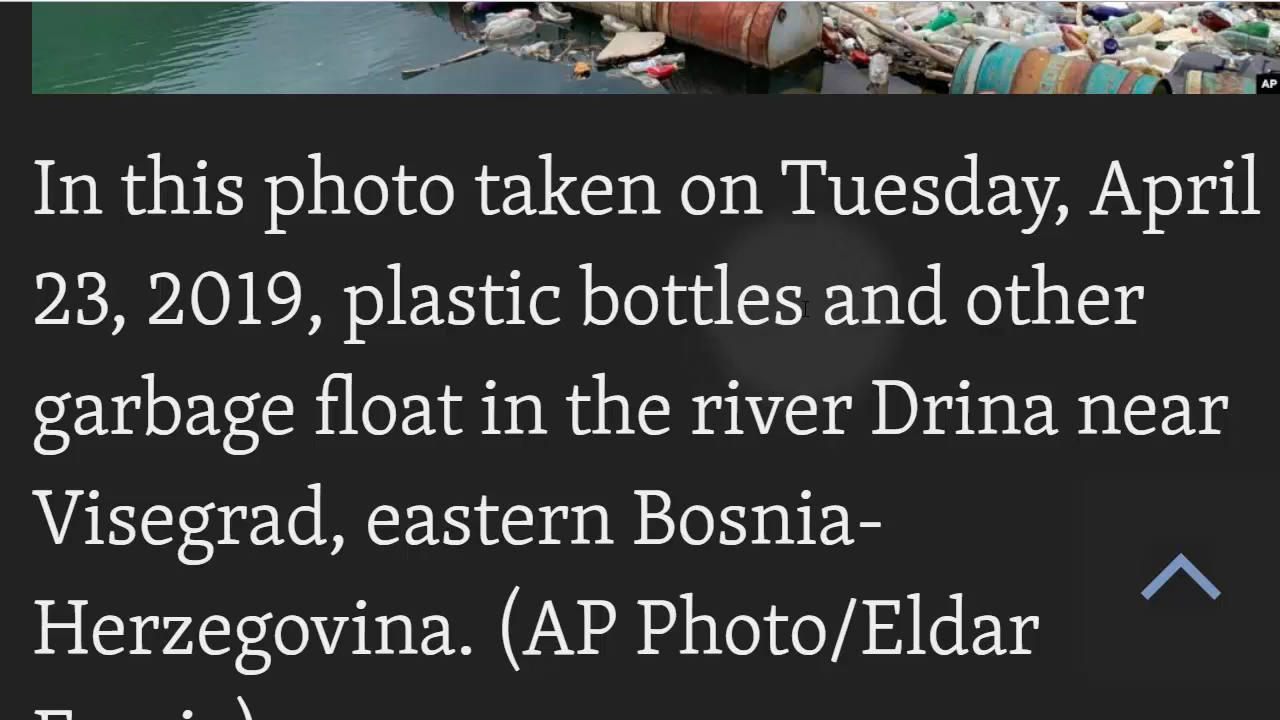 AP
In this photo taken on Tuesday, April
23, 2019, plastic bottles and other
garbage float in the river Drina near
Visegrad, eastern Bosnia-
Herzegovina. (AP Photo/Eldar